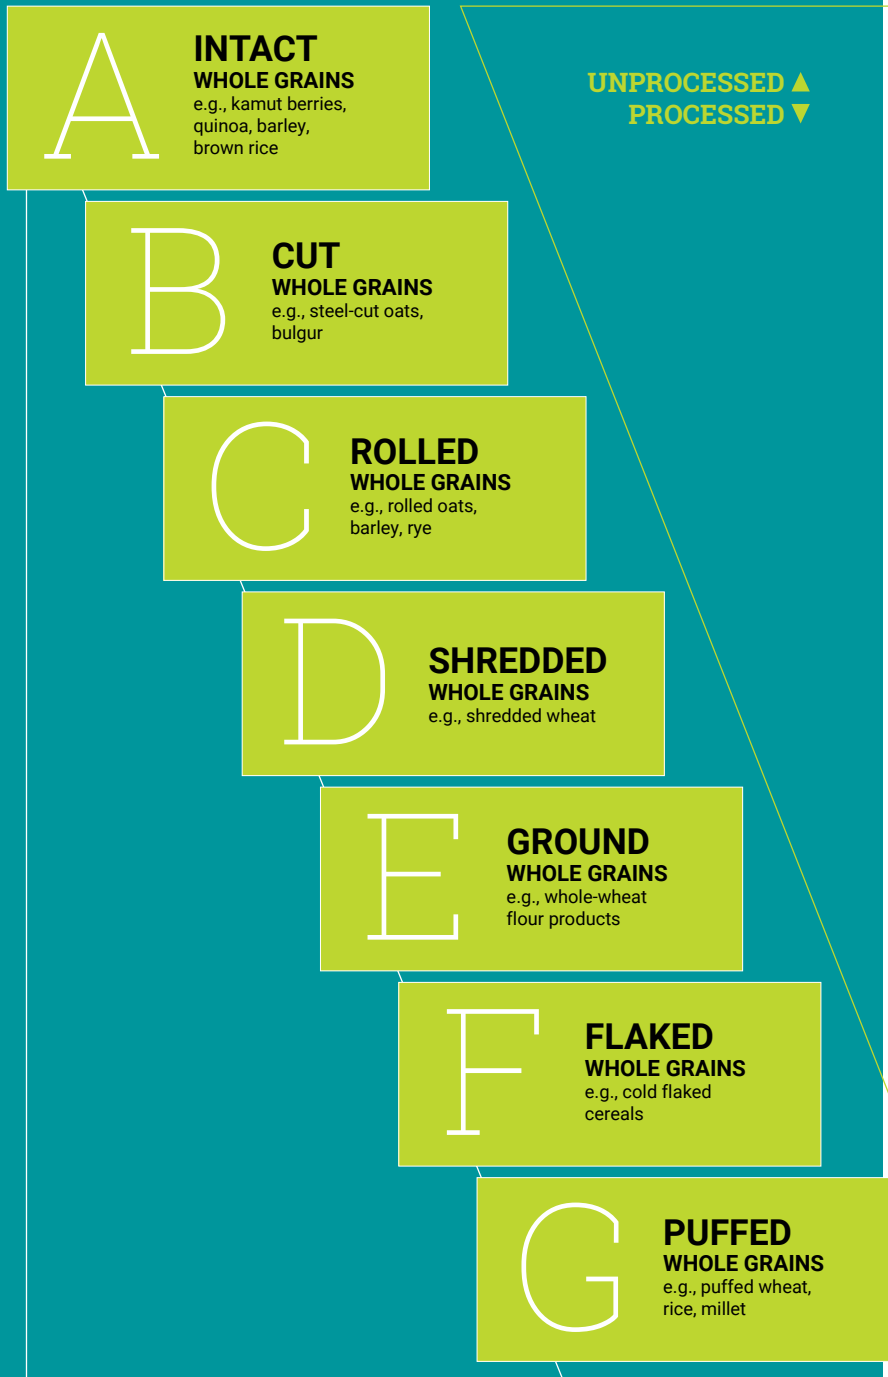 UNPROCESSED ▲
PROCESSED ▼
A
INTACT
WHOLE GRAINS
e.g., kamut berries,
quinoa, barley,
brown rice
B
CUT
WHOLE GRAINS
e.g., steel-cut oats,
bulgur
C
ROLLED
WHOLE GRAINS
e.g., rolled oats,
barley, rye
D
SHREDDED
WHOLE GRAINS
e.g., shredded wheat
E
GROUND
WHOLE GRAINS
e.g., whole-wheat
flour products
F
FLAKED
WHOLE GRAINS
e.g., cold flaked
cereals
G
PUFFED
WHOLE GRAINS
e.g., puffed wheat,
rice, millet